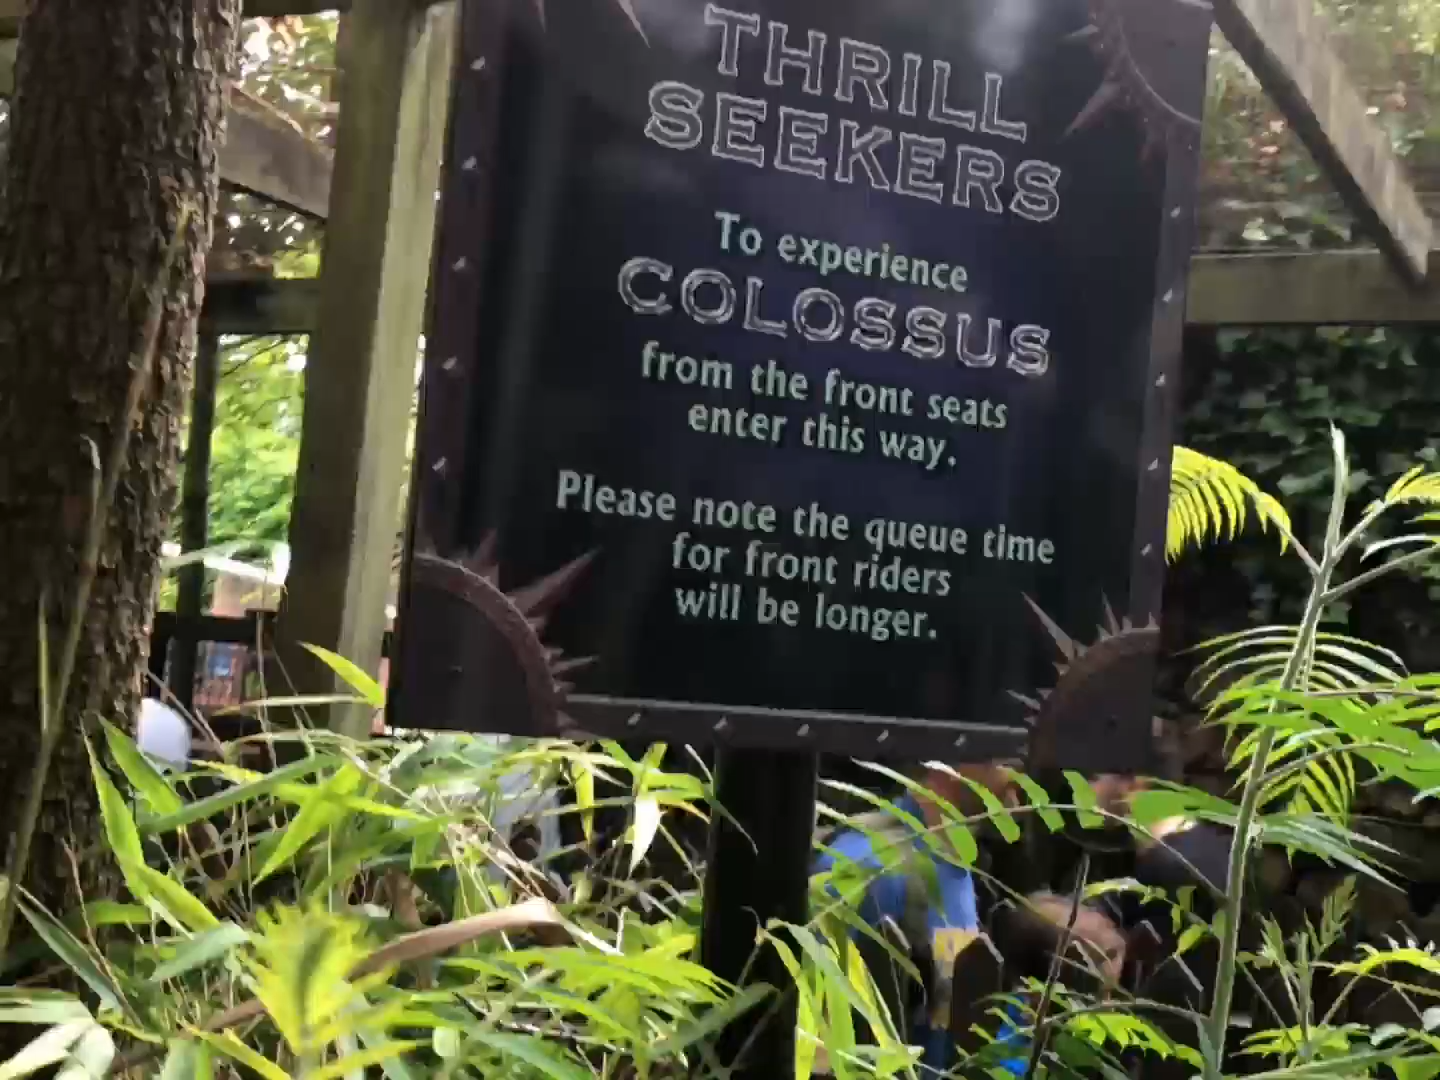 THRILL
SEEKERS
To experience
COLOSSUS
from the front seats
enter this way.
Please note the queue time
for front riders
will be longer.